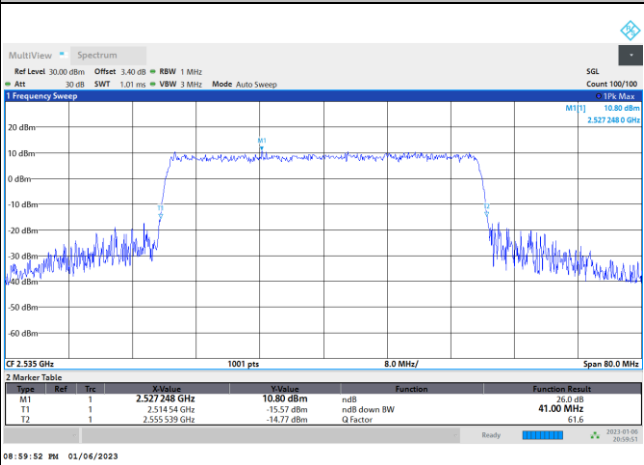 MultiView Spectrum
Ref Level 30.00 dBm Offset 3.40 dB RBW 1 MHz SGL
Att 30 dB SWT 1.01 ms VBW 3 MHz Mode Auto Sweep Count 100/100
1 Frequency Sweep 1Pk Max
M1[1] 10.80 dBm
2.527 248 0 GHz
M1
20 dBm
10 dBm
0 dBm
-10 dBm
T1 T2
-20 dBm
-30 dBm
-40 dBm
-50 dBm
-60 dBm
CF 2.535 GHz 1001 pts 8.0 MHz/ Span 80.0 MHz
2 Marker Table
Type Ref Trc X-Value Y-Value Function Function Result
M1 1 2.527 248 GHz 10.80 dBm ndB 26.0 dB
T1 1 2.514 54 GHz -15.57 dBm ndB down BW 41.00 MHz
T2 1 2.555 539 GHz -14.77 dBm Q Factor 61.6
Ready 2023-01-06
20:59:51
08:59:52 PM 01/06/2023